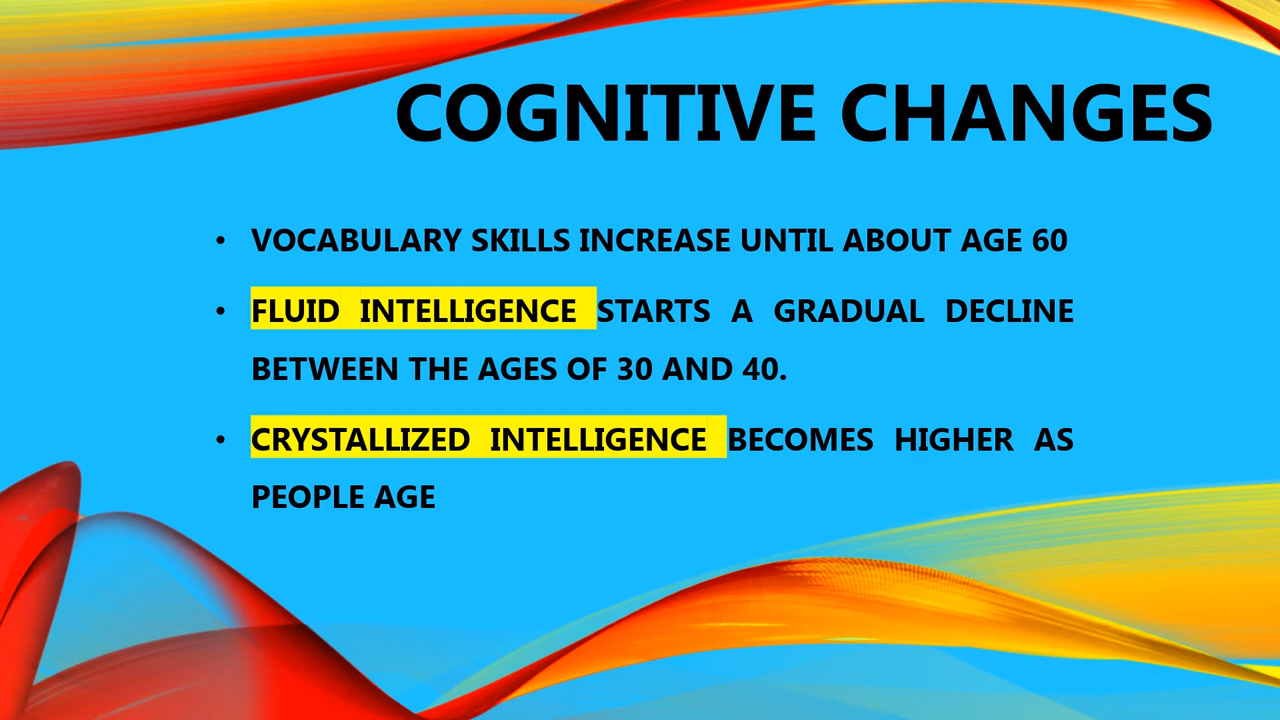 COGNITIVE CHANGES
• VOCABULARY SKILLS INCREASE UNTIL ABOUT AGE 60
• FLUID INTELLIGENCE STARTS A GRADUAL DECLINE
BETWEEN THE AGES OF 30 AND 40.
• CRYSTALLIZED INTELLIGENCE BECOMES HIGHER AS
PEOPLE AGE